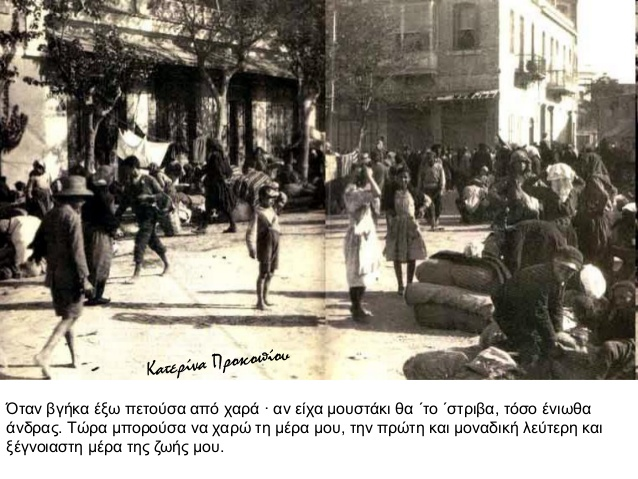 Κατερίνα Προκοπίου
Όταν βγήκα έξω πετούσα από χαρά · αν είχα μουστάκι θα ΄το ΄στριβα, τόσο ένιωθα
άνδρας. Τώρα μπορούσα να χαρώ τη μέρα μου, την πρώτη και μοναδική λεύτερη και
ξέγνοιαστη μέρα της ζωής μου.